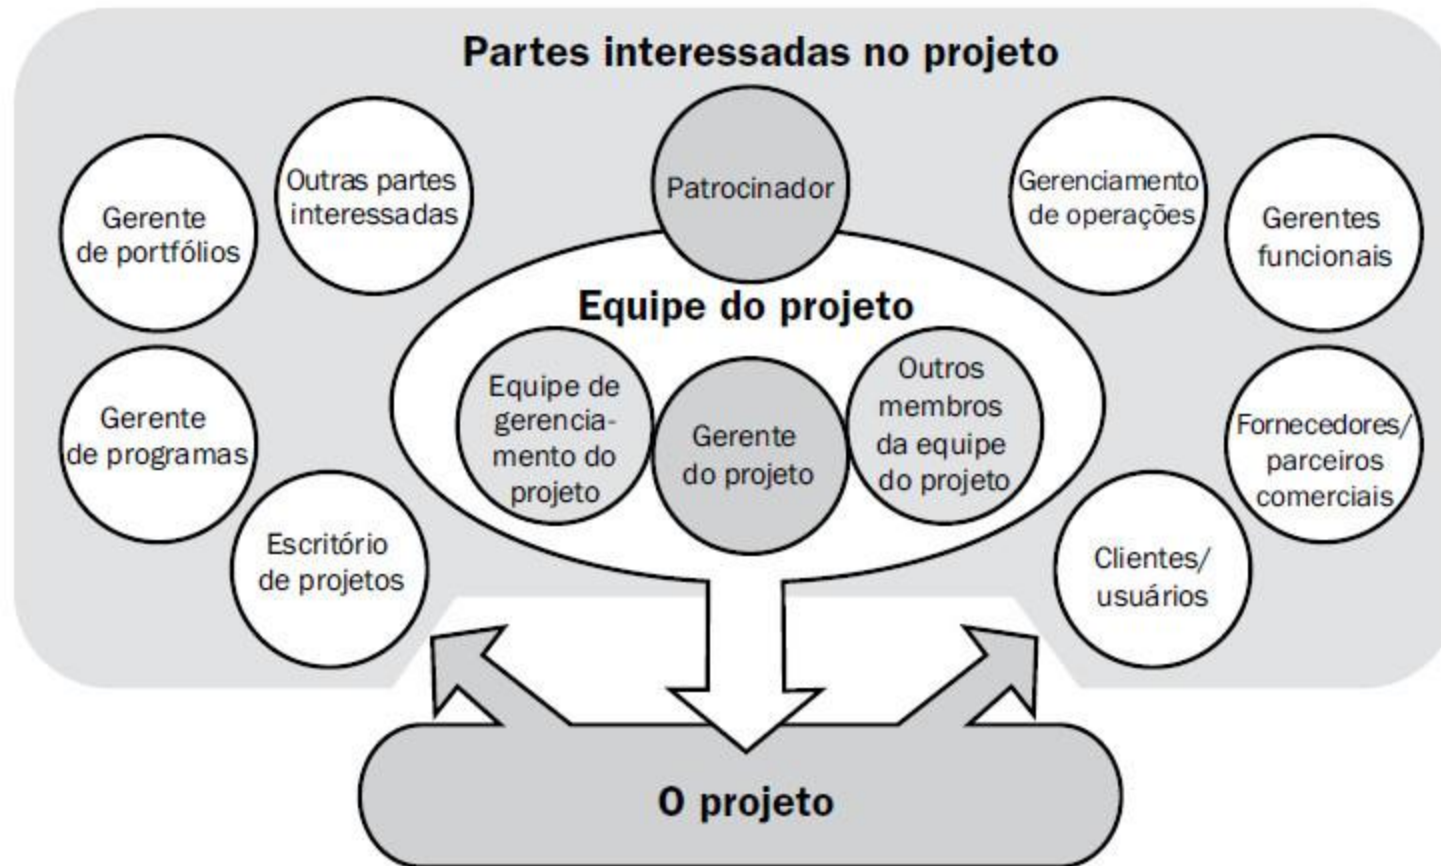 Partes interessadas no projeto
Gerente
de portfólios
Outras partes
interessadas
Patrocinador
Gerenciamento
de operações
Gerentes
funcionais
Equipe do projeto
Gerente
de programas
Equipe de
gerencia-
mento do
projeto
Gerente
do projeto
Outros
membros
da equipe
do projeto
Fornecedores/
parceiros
comerciais
Escritório
de projetos
Clientes/
usuários
O projeto